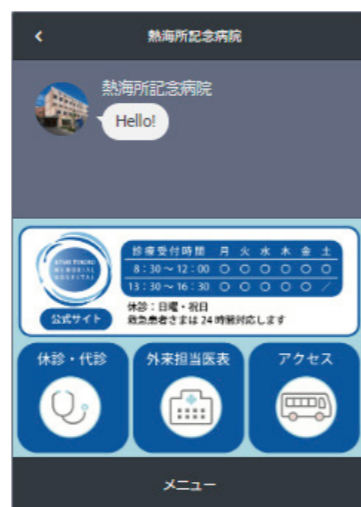 熱海所記念病院
熱海所記念病院
Hello!
ATAMI TOKORO
MEMORIAL
HOSPITAL
公式サイト
診療受付時間 月 火 水 木 金 土
8:30～12:00 〇 〇 〇 〇 〇 〇
13:30～16:30 〇 〇 〇 〇 〇 /
休診:日曜・祝日
救急患者さまは24時間対応します
休診・代診
外来担当医表
アクセス
メニュー